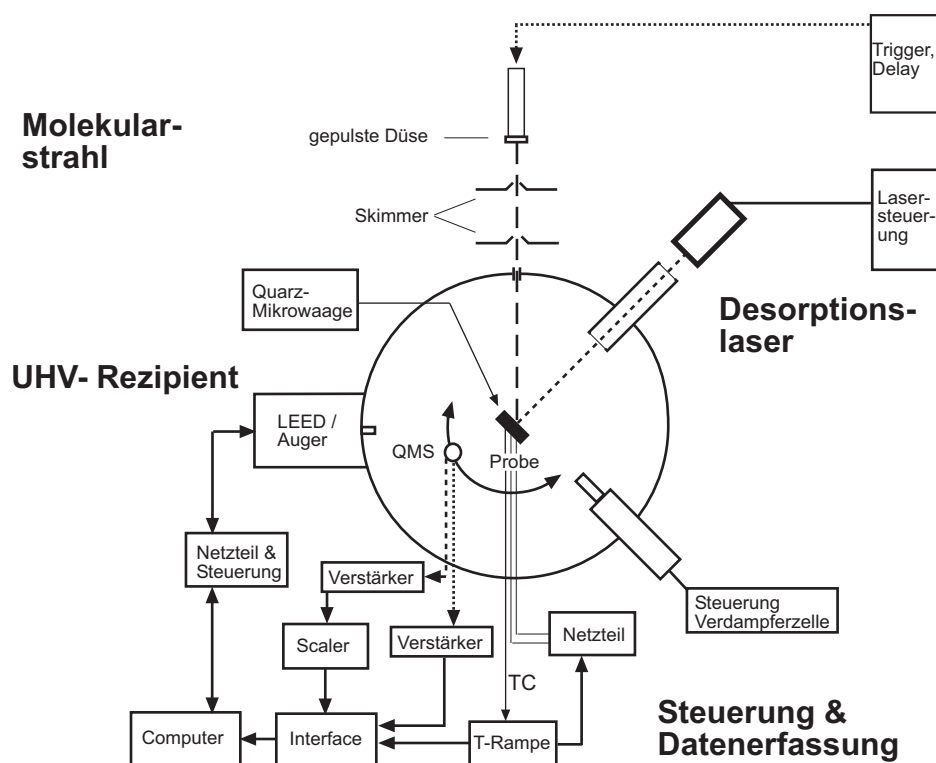 Trigger,
Delay
Molekular-
strahl
gepulste Düse
Skimmer
Laser-
steuer-
ung
Quarz-
Mikrowaage
Desorptions-
laser
UHV- Rezipient
LEED /
Auger
QMS
Probe
Netzteil &
Steuerung
Verstärker
Steuerung
Verdampferzelle
Scaler
Verstärker
Netzteil
TC
Computer
Interface
T-Rampe
Steuerung &
Datenerfassung